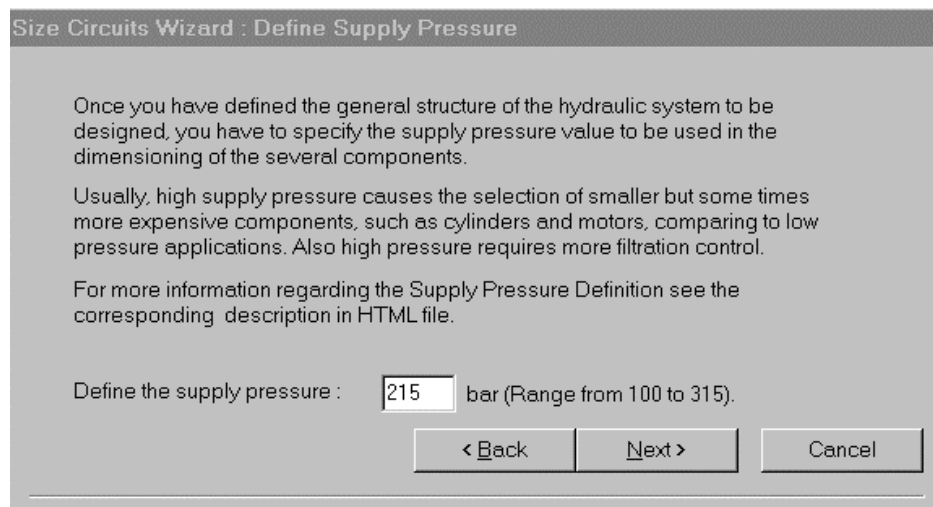 Size Circuits Wizard : Define Supply Pressure
Once you have defined the general structure of the hydraulic system to be
designed, you have to specify the supply pressure value to be used in the
dimensioning of the several components.
Usually, high supply pressure causes the selection of smaller but some times
more expensive components, such as cylinders and motors, comparing to low
pressure applications. Also high pressure requires more filtration control.
For more information regarding the Supply Pressure Definition see the
corresponding description in HTML file.
Define the supply pressure : 215 bar (Range from 100 to 315).
< Back Next > Cancel